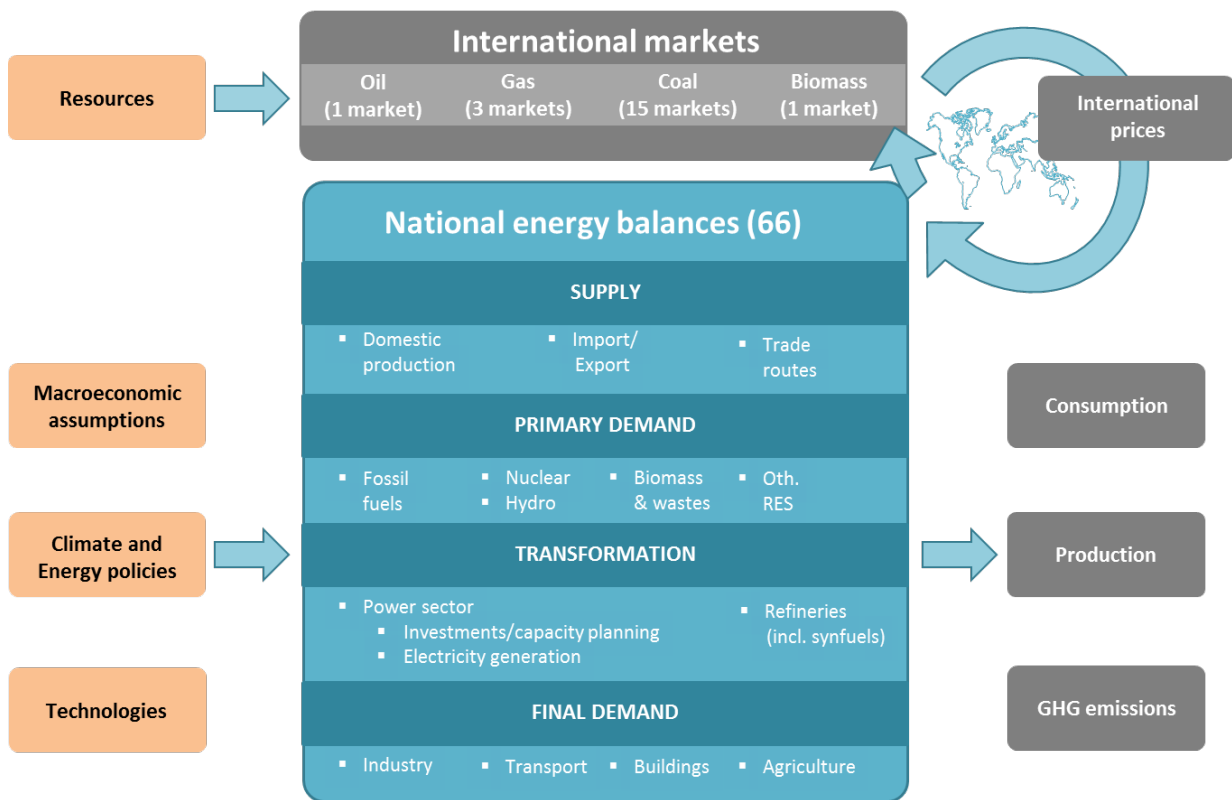 International markets
Oil
(1 market)
Gas
(3 markets)
Coal
(15 markets)
Biomass
(1 market)
Resources
International
prices
National energy balances (66)
SUPPLY
▪ Domestic
production
▪ Import/
Export
▪ Trade
routes
Macroeconomic
assumptions
Consumption
PRIMARY DEMAND
▪ Fossil
fuels
▪ Nuclear
▪ Hydro
▪ Biomass
& wastes
▪ Oth.
RES
Climate and
Energy policies
TRANSFORMATION
Production
▪ Power sector
▪ Investments/capacity planning
▪ Electricity generation
▪ Refineries
(incl. synfuels)
Technologies
FINAL DEMAND
GHG emissions
▪ Industry
▪ Transport
▪ Buildings
▪ Agriculture